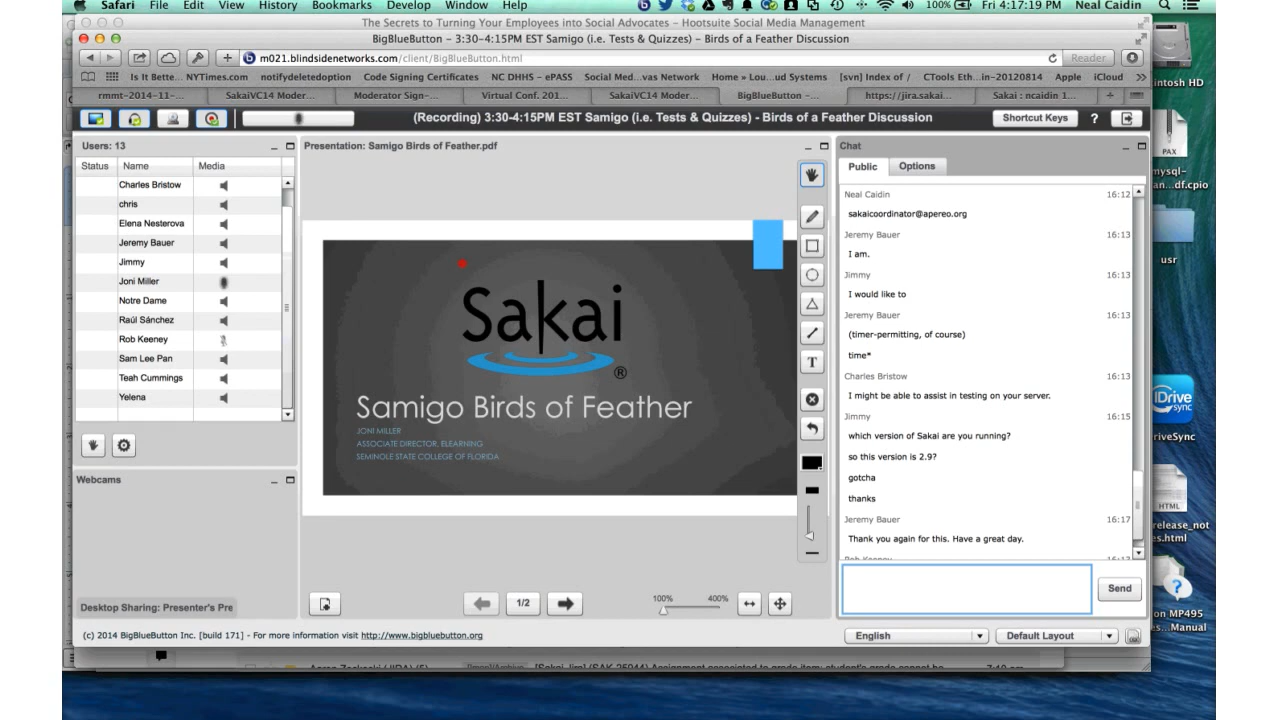 Safari File Edit View History Bookmarks Develop Window Help 100% Fri 4:17:19 PM Neal Caidin
The Secrets to Turning Your Employees into Social Advocates – Hootsuite Social Media Management
BigBlueButton – 3:30-4:15PM EST Samigo (i.e. Tests & Quizzes) – Birds of a Feather Discussion
m021.blindsidenetworks.com/client/BigBlueButton.html Reader
Is It Bette... NYTimes.com notifydeletedoption Code Signing Certificates NC DHHS – ePASS Social Med...vas Network Home » Lou...ud Systems [svn] Index of / CTools Eth...in-20120814 Apple iCloud
rmmt-2014-11-... SakaiVC14 Moder... Moderator Sign-... Virtual Conf. 201... SakaiVC14 Moder... BigBlueButton -... https://jira.sakai... Sakai : ncaidin 1...
(Recording) 3:30-4:15PM EST Samigo (i.e. Tests & Quizzes) - Birds of a Feather Discussion Shortcut Keys ?
Users: 13
Status Name Media
Charles Bristow
chris
Elena Nesterova
Jeremy Bauer
Jimmy
Joni Miller
Notre Dame
Raúl Sánchez
Rob Keeney
Sam Lee Pan
Teah Cummings
Yelena
Webcams
Desktop Sharing: Presenter's Pre
Presentation: Samigo Birds of Feather.pdf
Sakai
®
Samigo Birds of Feather
JONI MILLER
ASSOCIATE DIRECTOR, ELEARNING
SEMINOLE STATE COLLEGE OF FLORIDA
T
1/2 100% 400%
Chat
Public Options
Neal Caidin 16:12
sakaicoordinator@apereo.org
Jeremy Bauer 16:13
I am.
Jimmy 16:13
I would like to
Jeremy Bauer 16:13
(timer-permitting, of course)
time*
Charles Bristow 16:13
I might be able to assist in testing on your server.
Jimmy 16:15
which version of Sakai are you running?
so this version is 2.9?
gotcha
thanks
Jeremy Bauer 16:17
Thank you again for this. Have a great day.
Rob Keeney 16:17
Send
(c) 2014 BigBlueButton Inc. [build 171] - For more information visit http://www.bigbluebutton.org English Default Layout
intosh HD
PAX
mysql-
an...df.cpio
usr
IDrive
sync
riveSync
HTML
release_not
es.html
on MP495
es...Manual